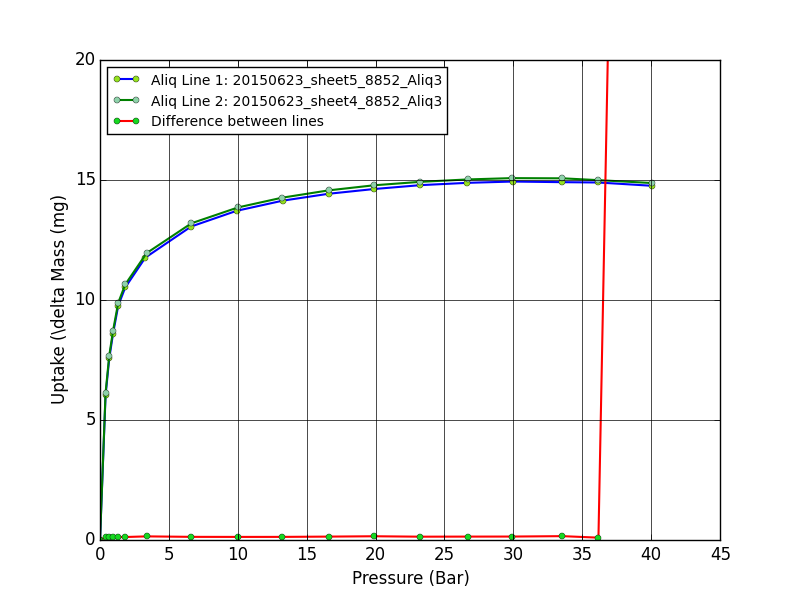 20
Aliq Line 1: 20150623_sheet5_8852_Aliq3
Aliq Line 2: 20150623_sheet4_8852_Aliq3
Difference between lines
15
10
5
0
Uptake (\delta Mass (mg)
0 5 10 15 20 25 30 35 40 45
Pressure (Bar)